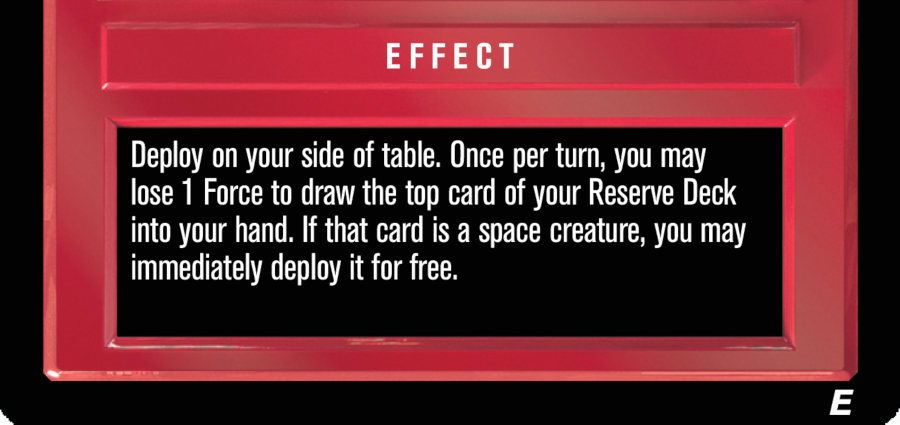 EFFECT
Deploy on your side of table. Once per turn, you may
lose 1 Force to draw the top card of your Reserve Deck
into your hand. If that card is a space creature, you may
immediately deploy it for free.
E